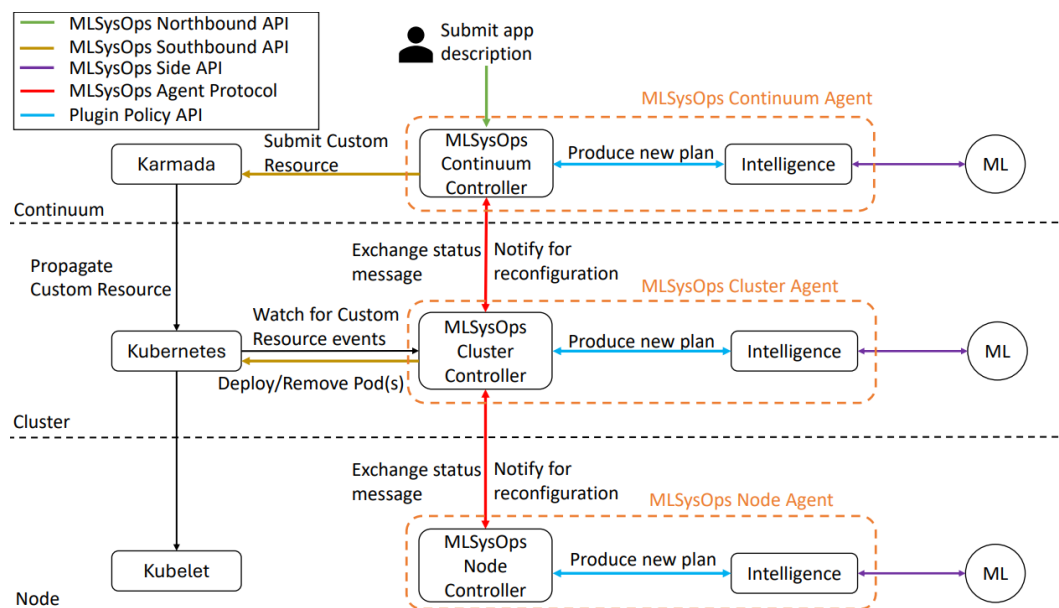 MLSysOps Northbound API
MLSysOps Southbound API
MLSysOps Side API
MLSysOps Agent Protocol
Plugin Policy API
Submit app
description
MLSysOps Continuum Agent
Karmada
Submit Custom
Resource
MLSysOps
Continuum
Controller
Produce new plan
Intelligence
ML
Continuum
Propagate
Custom Resource
Exchange status
message
Notify for
reconfiguration
MLSysOps Cluster Agent
Kubernetes
Watch for Custom
Resource events
Deploy/Remove Pod(s)
MLSysOps
Cluster
Controller
Produce new plan
Intelligence
ML
Cluster
Exchange status
message
Notify for
reconfiguration
MLSysOps Node Agent
Kubelet
MLSysOps
Node
Controller
Produce new plan
Intelligence
ML
Node